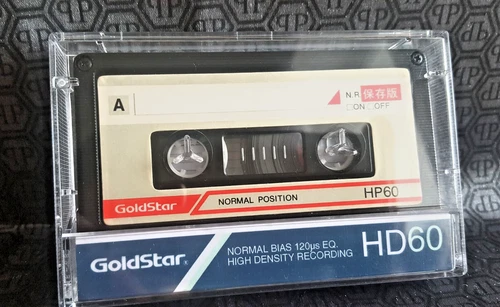 A
N.R. 保存版
□ON □OFF
GoldStar NORMAL POSITION HP60
GoldStar
NORMAL BIAS 120µs EQ.
HIGH DENSITY RECORDING
HD60